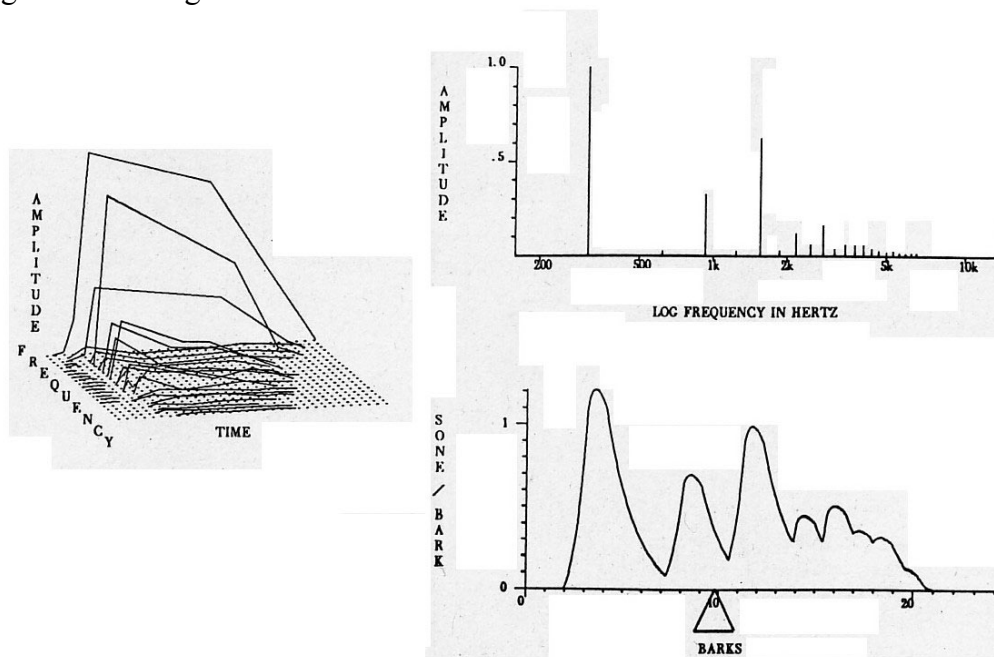 AMPLITUDE
FREQUENCY
TIME
AMPLITUDE
1.0
.5
200 500 1k 2k 5k 10k
LOG FREQUENCY IN HERTZ
SONE/BARK
1
0
0 10 20
BARKS